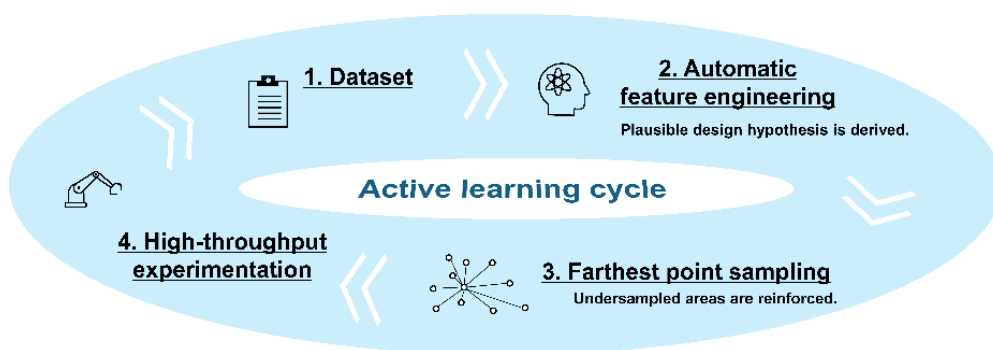 1. Dataset
2. Automatic
feature engineering
Plausible design hypothesis is derived.
Active learning cycle
4. High-throughput
experimentation
3. Farthest point sampling
Undersampled areas are reinforced.